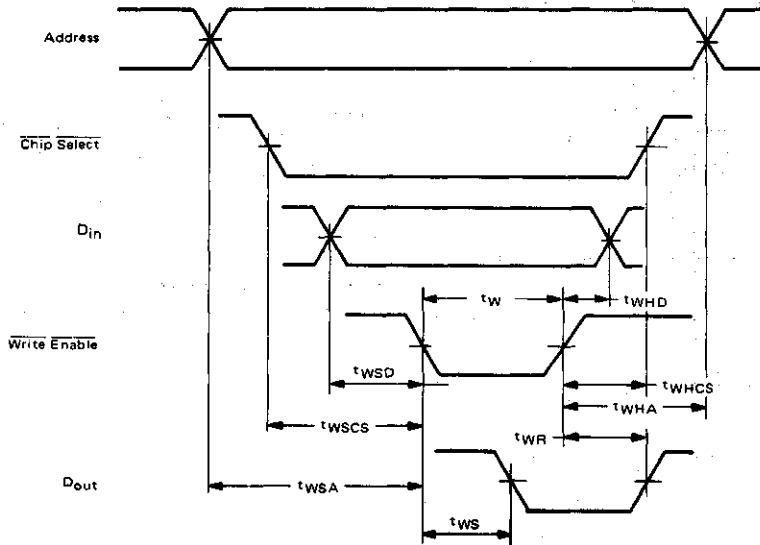 Address
Chip Select
Din
tW
tWHD
Write Enable
tWSD
tWHCS
tWHA
tWSCS
tWR
Dout
tWSA
tWS